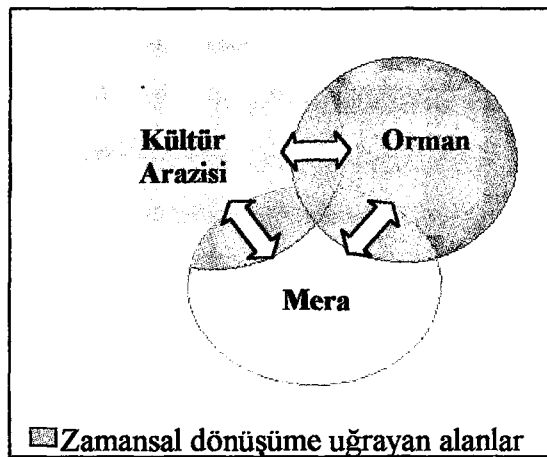 Kültür
Arazisi
Orman
Mera
Zamansal dönüşüme uğrayan alanlar